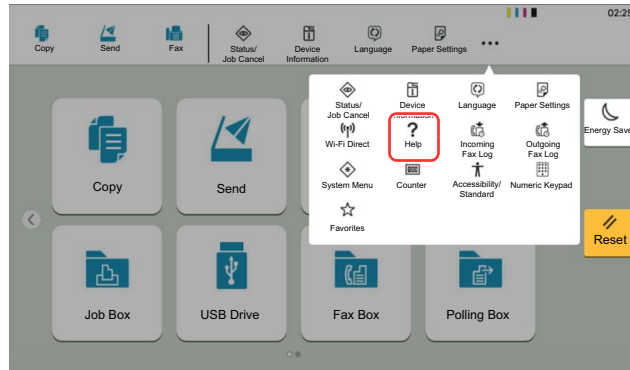 02:25
Copy
Send
Fax
Status/
Job Cancel
Device
Information
Language
Paper Settings
Status/
Job Cancel
Device
Information
Language
Paper Settings
Wi-Fi Direct
Help
Incoming
Fax Log
Outgoing
Fax Log
Energy Save
System Menu
Counter
Accessibility/
Standard
Numeric Keypad
Favorites
Copy
Send
Reset
Job Box
USB Drive
Fax Box
Polling Box